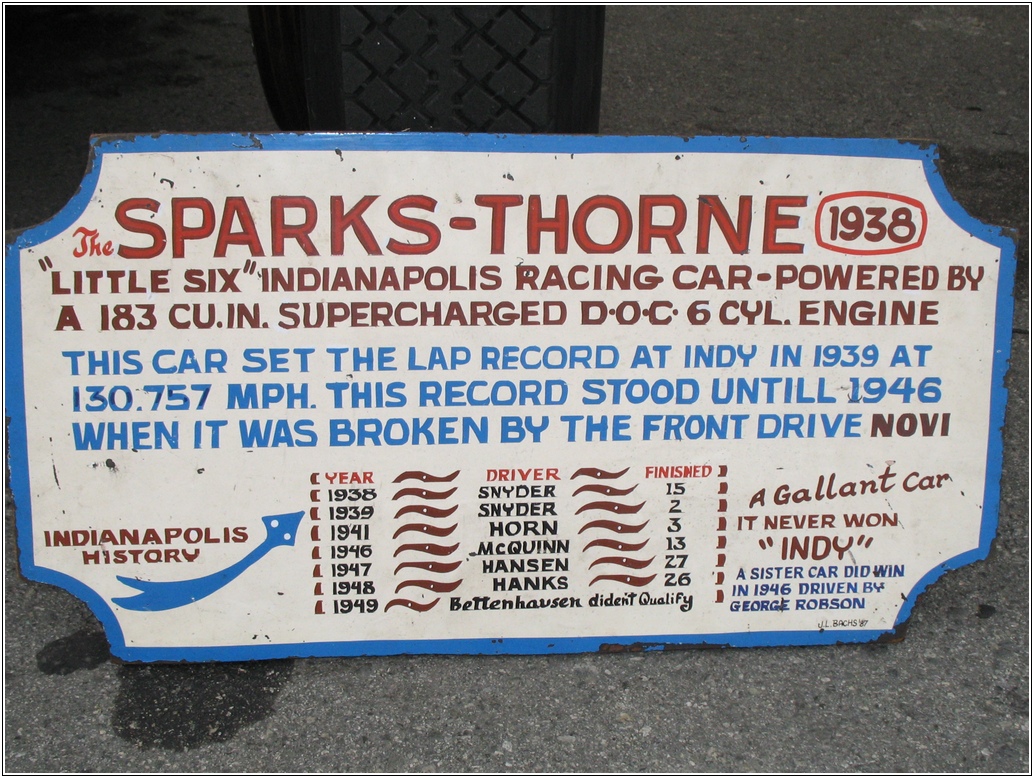 The SPARKS-THORNE 1938
"LITTLE SIX" INDIANAPOLIS RACING CAR-POWERED BY
A 183 CU.IN. SUPERCHARGED D·O·C· 6 CYL. ENGINE
THIS CAR SET THE LAP RECORD AT INDY IN 1939 AT
130.757 MPH. THIS RECORD STOOD UNTILL 1946
WHEN IT WAS BROKEN BY THE FRONT DRIVE NOVI
INDIANAPOLIS
HISTORY
YEAR DRIVER FINISHED
1938 SNYDER 15
1939 SNYDER 2
1941 HORN 3
1946 McQUINN 13
1947 HANSEN 27
1948 HANKS 26
1949 Bettenhausen dident Qualify
A Gallant Car
IT NEVER WON
"INDY"
A SISTER CAR DID WIN
IN 1946 DRIVEN BY
GEORGE ROBSON
J.L. BACHS '87